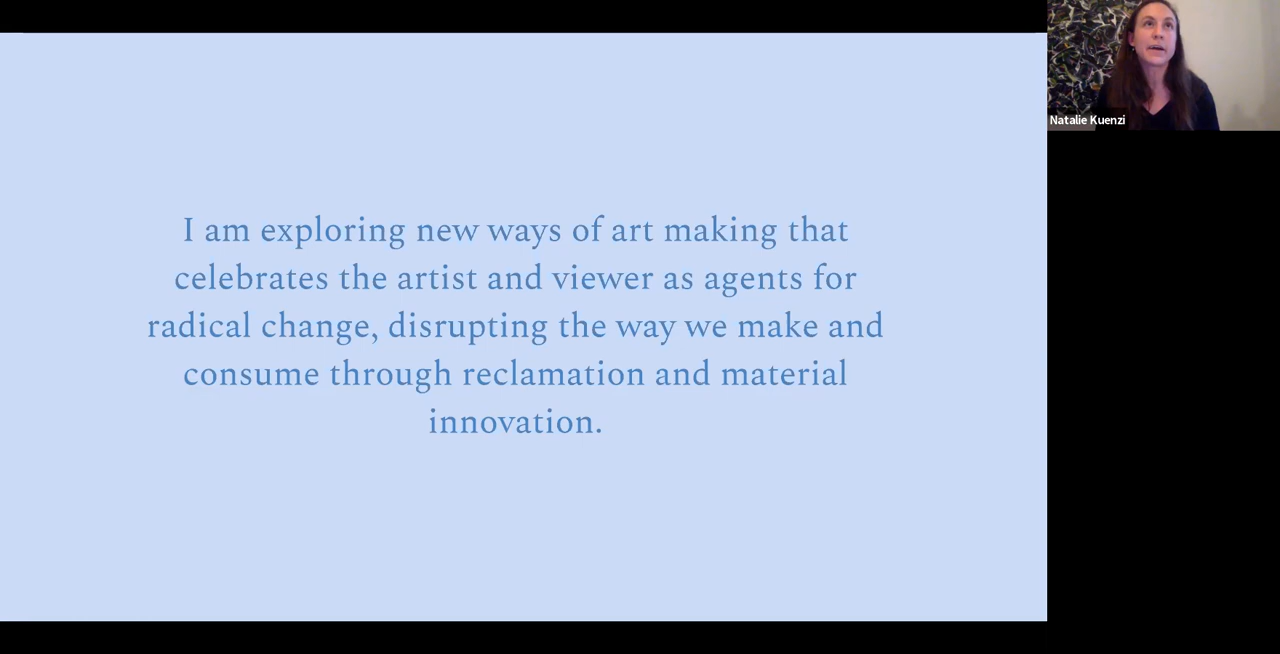 I am exploring new ways of art making that
celebrates the artist and viewer as agents for
radical change, disrupting the way we make and
consume through reclamation and material
innovation.
Natalie Kuenzi